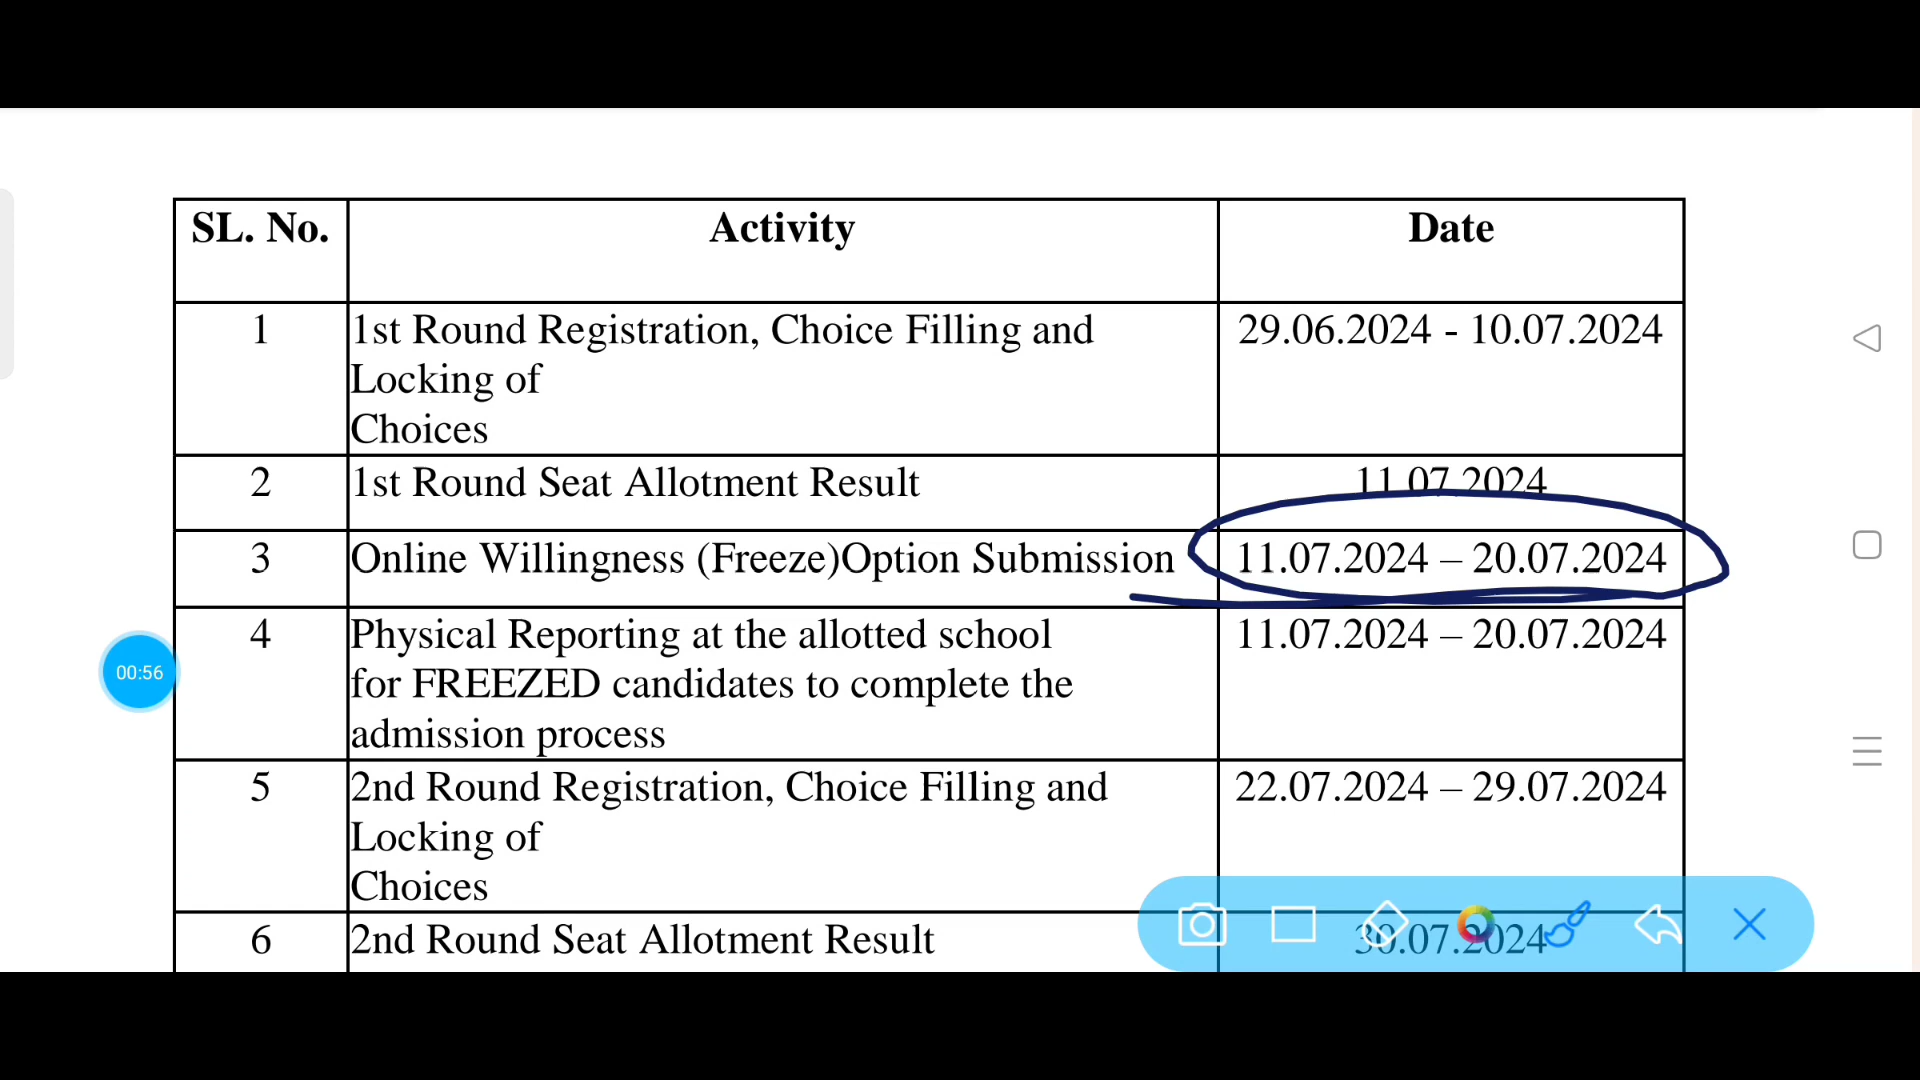 SL. No. Activity Date
1 1st Round Registration, Choice Filling and 29.06.2024 - 10.07.2024
Locking of
Choices
2 1st Round Seat Allotment Result 11.07.2024
3 Online Willingness (Freeze)Option Submission 11.07.2024 – 20.07.2024
4 Physical Reporting at the allotted school 11.07.2024 – 20.07.2024
for FREEZED candidates to complete the
admission process
00:56
5 2nd Round Registration, Choice Filling and 22.07.2024 – 29.07.2024
Locking of
Choices
6 2nd Round Seat Allotment Result 30.07.2024